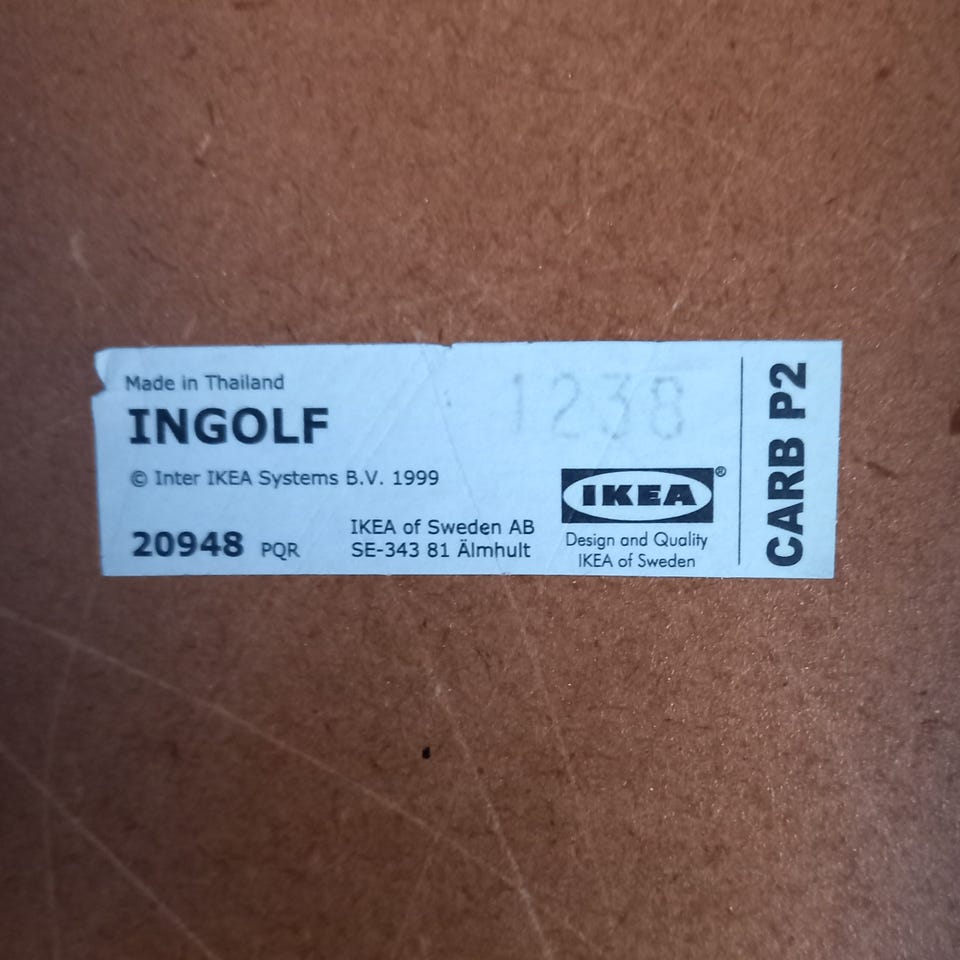 Made in Thailand
INGOLF
1238
© Inter IKEA Systems B.V. 1999
20948 PQR
IKEA of Sweden AB
SE-343 81 Älmhult
IKEA®
Design and Quality
IKEA of Sweden
CARB P2